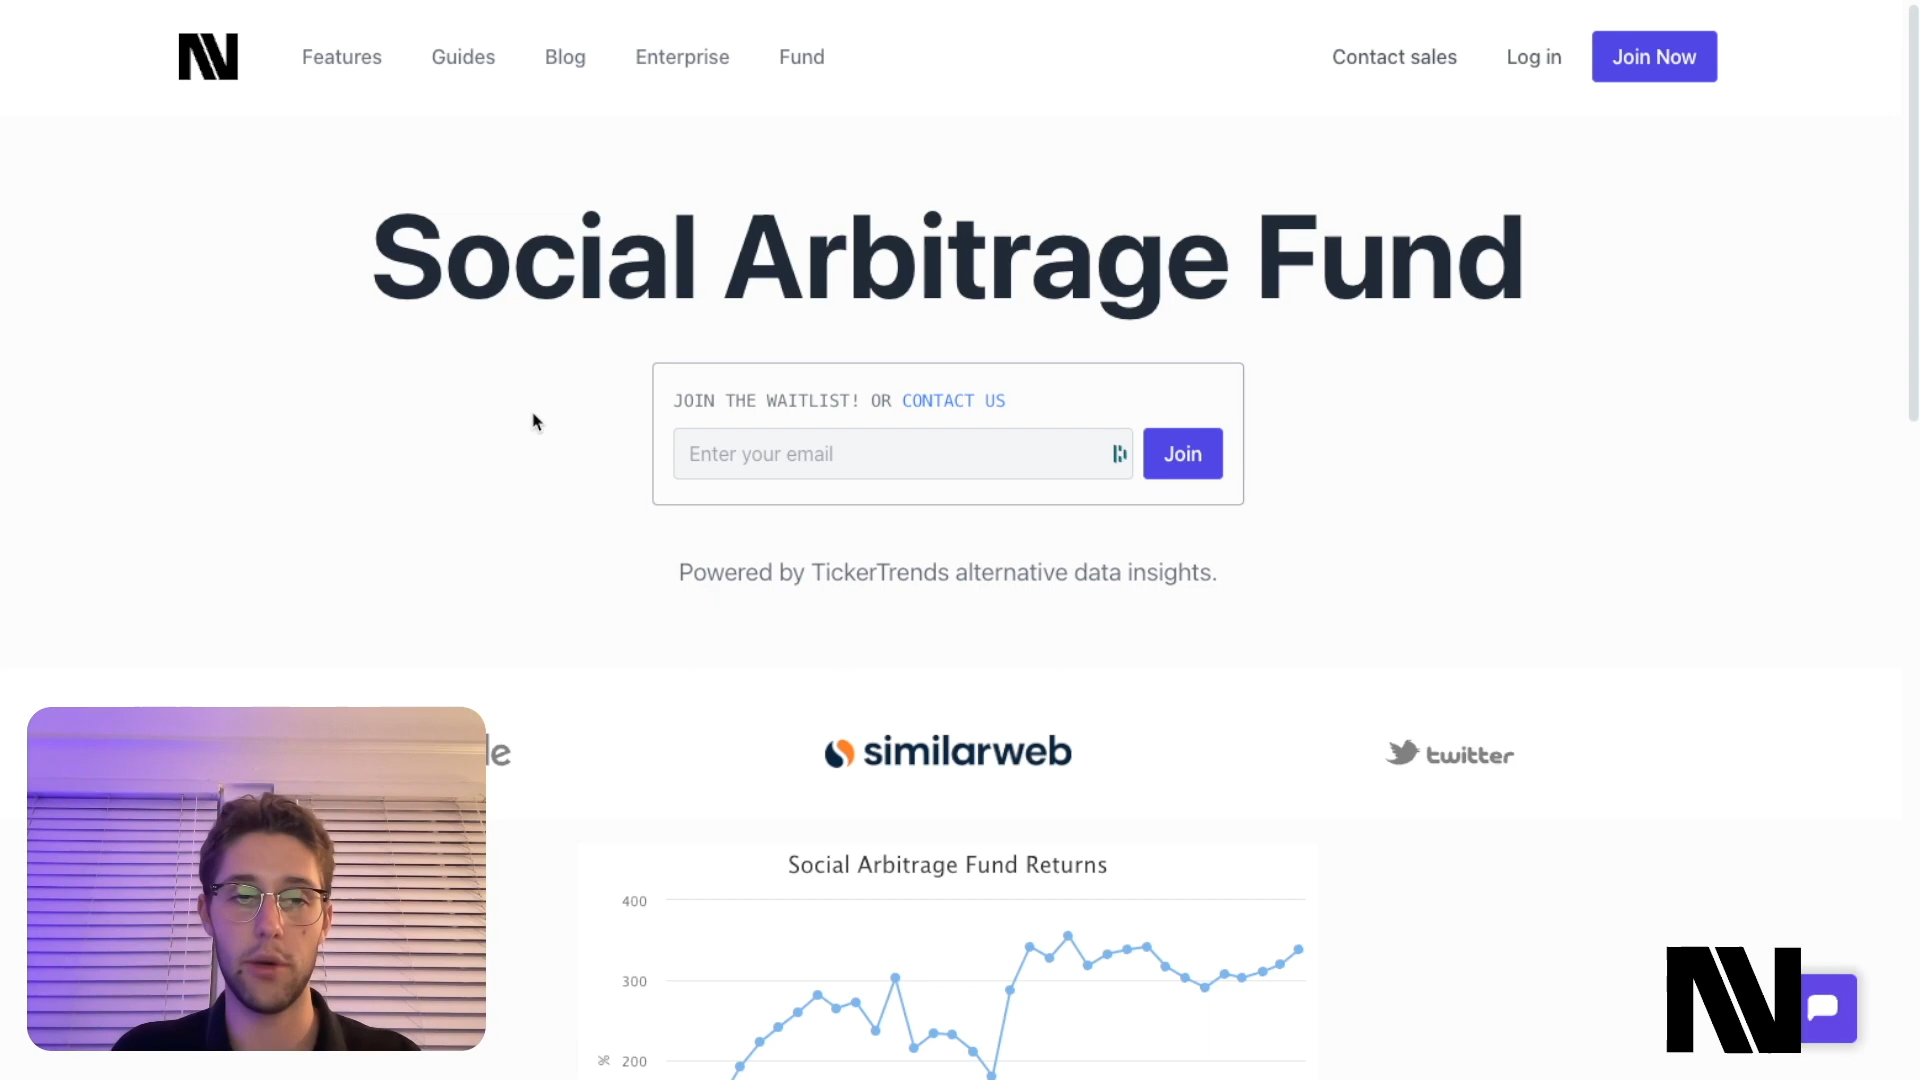 Features Guides Blog Enterprise Fund Contact sales Log in Join Now
Social Arbitrage Fund
JOIN THE WAITLIST! OR CONTACT US
Enter your email Join
Powered by TickerTrends alternative data insights.
le similarweb twitter
Social Arbitrage Fund Returns
400
300
% 200